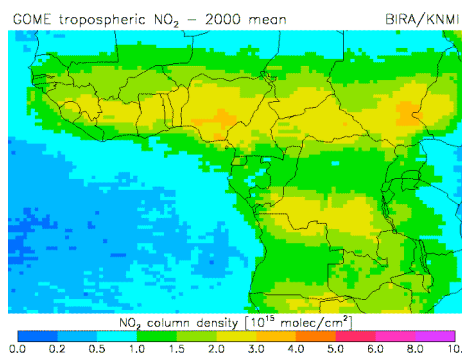 GOME tropospheric NO2 – 2000 mean BIRA/KNMI
NO2 column density [10^15 molec/cm^2]
0.0 0.2 0.5 1.0 1.5 2.0 3.0 4.0 5.0 6.0 8.0 10.